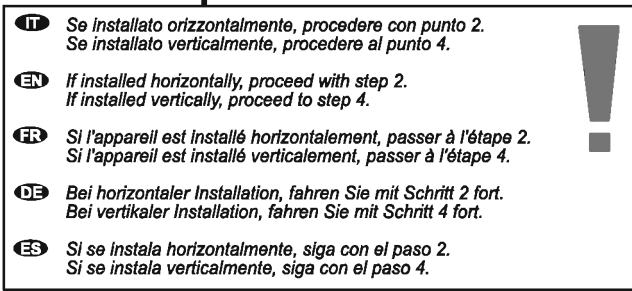 IT Se installato orizzontalmente, procedere con punto 2.
Se installato verticalmente, procedere al punto 4.
EN If installed horizontally, proceed with step 2.
If installed vertically, proceed to step 4.
FR Si l'appareil est installé horizontalement, passer à l'étape 2.
Si l'appareil est installé verticalement, passer à l'étape 4.
DE Bei horizontaler Installation, fahren Sie mit Schritt 2 fort.
Bei vertikaler Installation, fahren Sie mit Schritt 4 fort.
ES Si se instala horizontalmente, siga con el paso 2.
Si se instala verticalmente, siga con el paso 4.
!